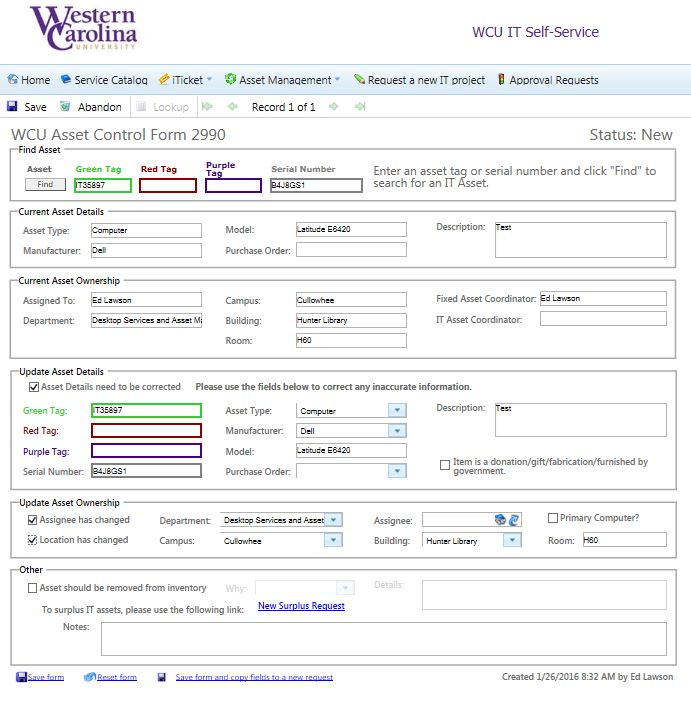 Western
Carolina
UNIVERSITY
WCU IT Self-Service
Home Service Catalog iTicket Asset Management Request a new IT project Approval Requests
Save Abandon Lookup Record 1 of 1
WCU Asset Control Form 2990 Status: New
Find Asset
Asset Green Tag Red Tag Purple Tag Serial Number
Find IT35897 B4J8GS1
Enter an asset tag or serial number and click "Find" to
search for an IT Asset.
Current Asset Details
Asset Type: Computer Model: Latitude E6420 Description: Test
Manufacturer: Dell Purchase Order:
Current Asset Ownership
Assigned To: Ed Lawson Campus: Cullowhee Fixed Asset Coordinator: Ed Lawson
Department: Desktop Services and Asset Ma Building: Hunter Library IT Asset Coordinator:
Room: H60
Update Asset Details
Asset Details need to be corrected Please use the fields below to correct any inaccurate information.
Green Tag: IT35897 Asset Type: Computer Description: Test
Red Tag: Manufacturer: Dell
Purple Tag: Model: Latitude E6420
Serial Number: B4J8GS1 Purchase Order: Item is a donation/gift/fabrication/furnished by
government.
Update Asset Ownership
Assignee has changed Department: Desktop Services and Asset Assignee: Primary Computer?
Location has changed Campus: Cullowhee Building: Hunter Library Room: H60
Other
Asset should be removed from inventory Why: Details:
To surplus IT assets, please use the following link: New Surplus Request
Notes:
Save form Reset form Save form and copy fields to a new request Created 1/26/2016 8:32 AM by Ed Lawson